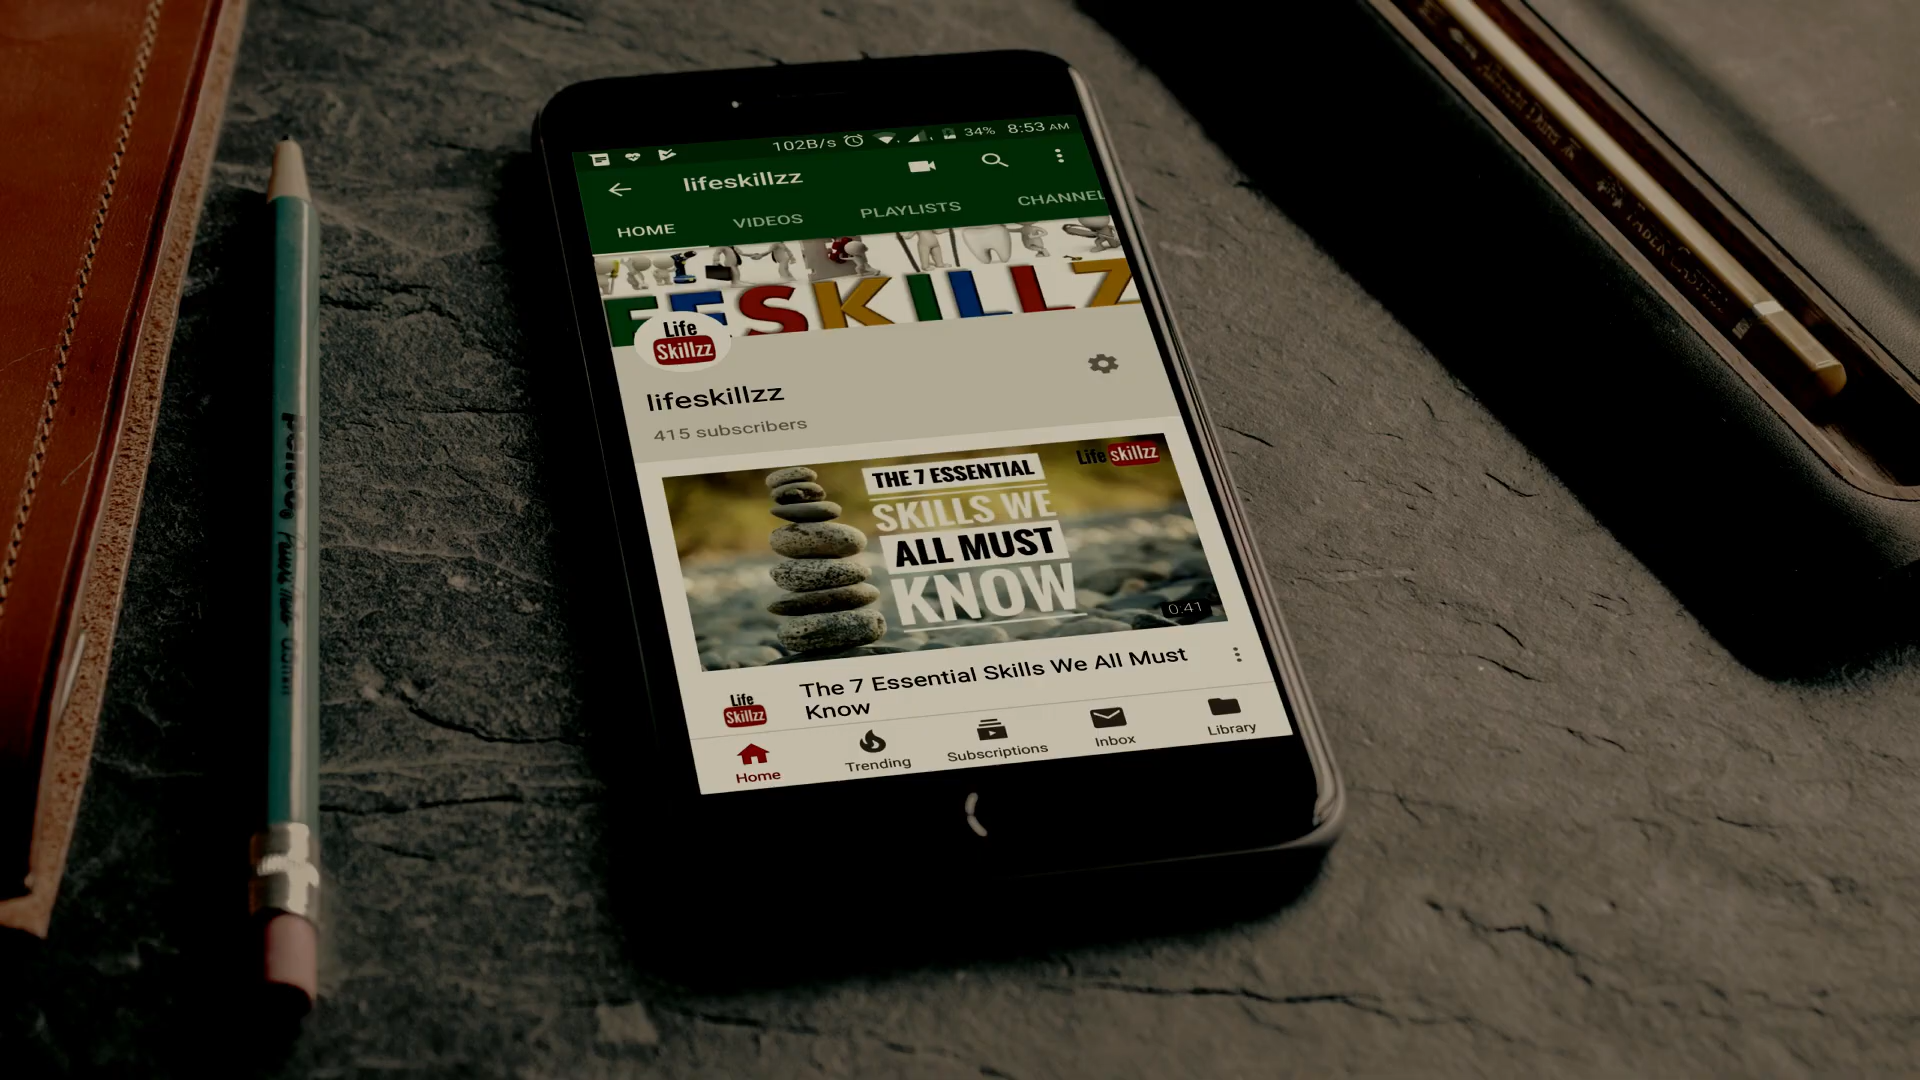 102B/s 34% 8:53 AM
lifeskillzz
HOME VIDEOS PLAYLISTS CHANNEL
FESKILLZ
Life
Skillzz
lifeskillzz
415 subscribers
Life skillzz
THE 7 ESSENTIAL
SKILLS WE
ALL MUST
KNOW
0:41
Life
Skillzz
The 7 Essential Skills We All Must
Know
Home Trending Subscriptions Inbox Library